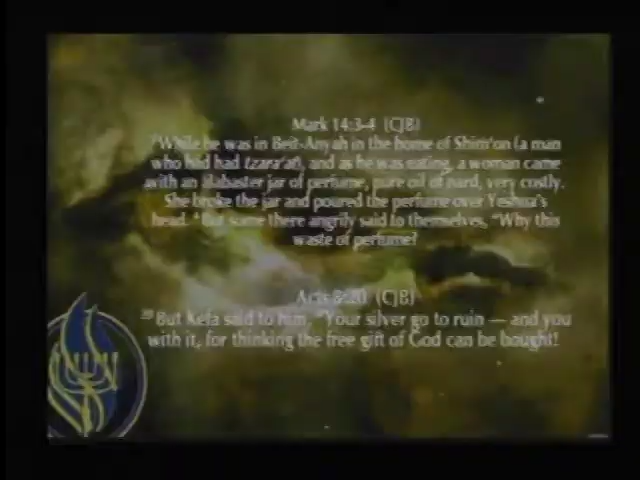 Mark 14:3-4 (CJB)
³While he was in Beit-Anyah in the home of Shim'on (a man
who had had tzara'at), and as he was eating, a woman came
with an alabaster jar of perfume, pure oil of nard, very costly.
She broke the jar and poured the perfume over Yeshua's
head. ⁴ But some there angrily said to themselves, "Why this
waste of perfume?
Acts 8:20 (CJB)
²⁰ But Kefa said to him, "Your silver go to ruin — and you
with it, for thinking the free gift of God can be bought!